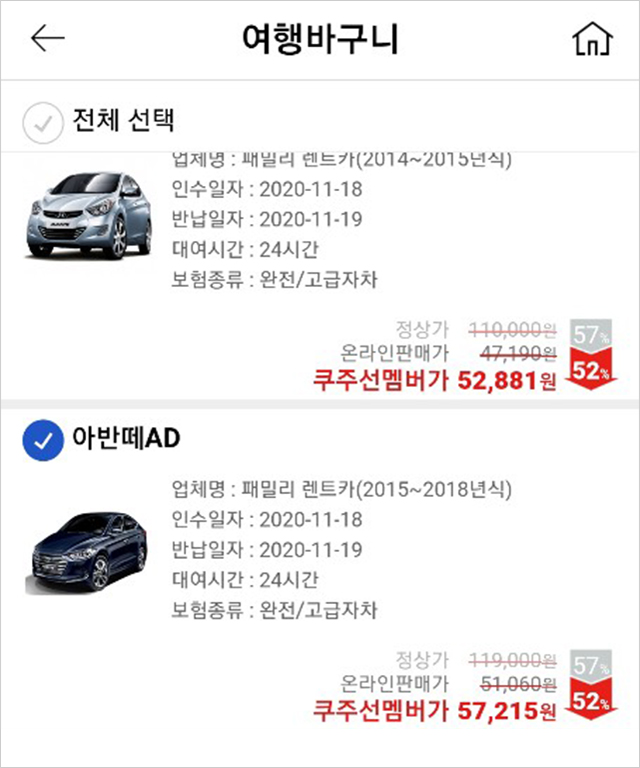 여행바구니
전체 선택
업체명 : 패밀리 렌트카(2014~2015년식)
인수일자 : 2020-11-18
반납일자 : 2020-11-19
대여시간 : 24시간
보험종류 : 완전/고급자차
정상가 110,000원 57%
온라인판매가 47,190원
쿠주선멤버가 52,881원 52%
아반떼AD
업체명 : 패밀리 렌트카(2015~2018년식)
인수일자 : 2020-11-18
반납일자 : 2020-11-19
대여시간 : 24시간
보험종류 : 완전/고급자차
정상가 119,000원 57%
온라인판매가 51,060원
쿠주선멤버가 57,215원 52%